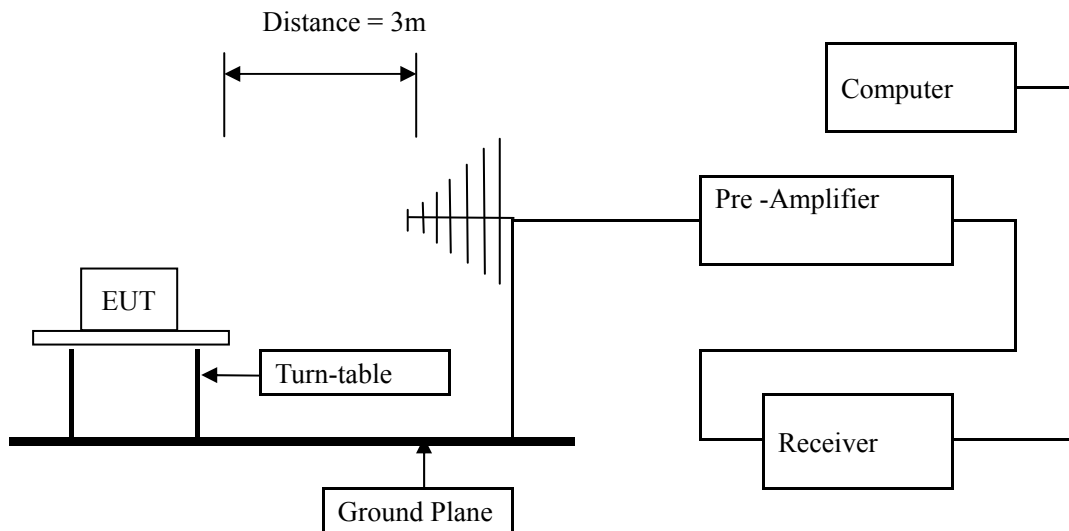 Distance = 3m
Computer
Pre -Amplifier
EUT
Turn-table
Receiver
Ground Plane